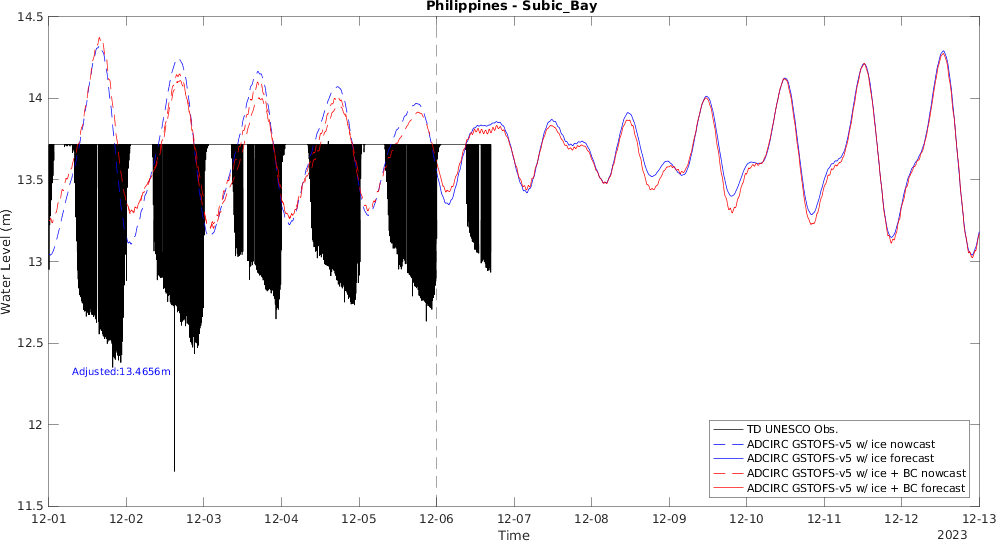 Philippines - Subic_Bay
14.5
14
13.5
13
12.5
12
11.5
Water Level (m)
Adjusted:13.4656m
TD UNESCO Obs.
ADCIRC GSTOFS-v5 w/ ice nowcast
ADCIRC GSTOFS-v5 w/ ice forecast
ADCIRC GSTOFS-v5 w/ ice + BC nowcast
ADCIRC GSTOFS-v5 w/ ice + BC forecast
12-01 12-02 12-03 12-04 12-05 12-06 12-07 12-08 12-09 12-10 12-11 12-12 12-13
Time
2023